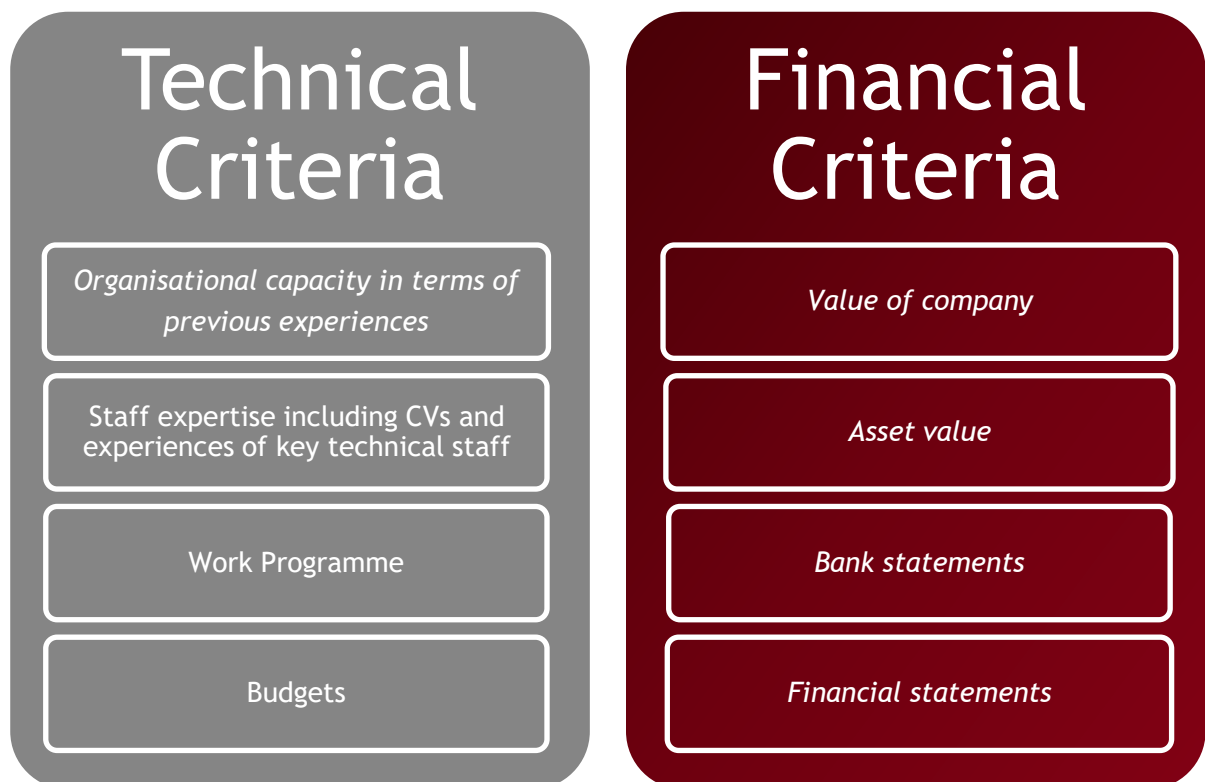 Technical
Criteria
Organisational capacity in terms of
previous experiences
Staff expertise including CVs and
experiences of key technical staff
Work Programme
Budgets
Financial
Criteria
Value of company
Asset value
Bank statements
Financial statements